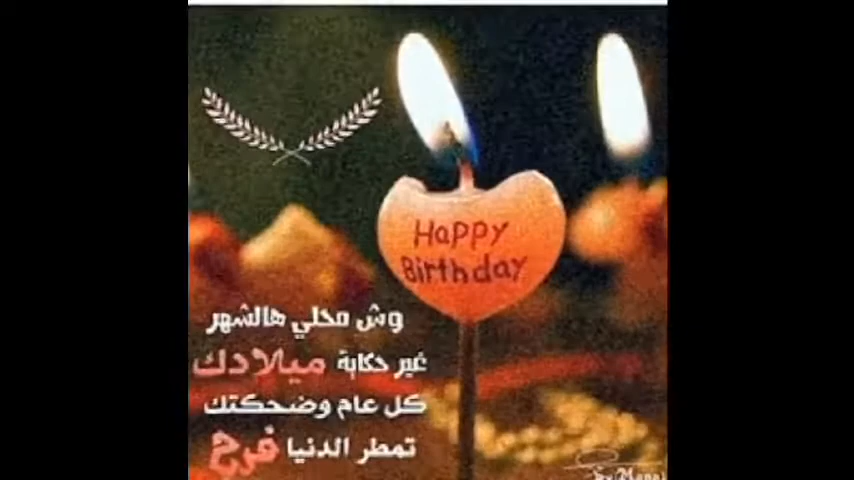 Happy
Birthday
وش محلي هالشهر
غير حكاية ميلادك
كل عام وضحكتك
تمطر الدنيا فرح